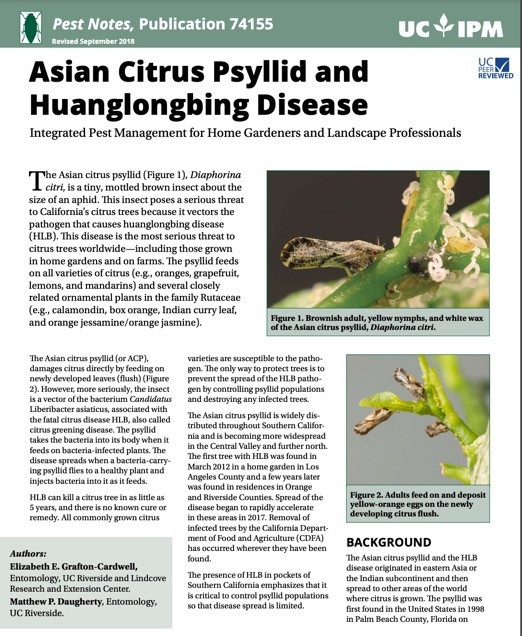 Pest Notes, Publication 74155
Revised September 2018
UC IPM
UC
PEER
REVIEWED
Asian Citrus Psyllid and
Huanglongbing Disease
Integrated Pest Management for Home Gardeners and Landscape Professionals
The Asian citrus psyllid (Figure 1), Diaphorina
citri, is a tiny, mottled brown insect about the
size of an aphid. This insect poses a serious threat
to California's citrus trees because it vectors the
pathogen that causes huanglongbing disease
(HLB). This disease is the most serious threat to
citrus trees worldwide—including those grown
in home gardens and on farms. The psyllid feeds
on all varieties of citrus (e.g., oranges, grapefruit,
lemons, and mandarins) and several closely
related ornamental plants in the family Rutaceae
(e.g., calamondin, box orange, Indian curry leaf,
and orange jessamine/orange jasmine).
Figure 1. Brownish adult, yellow nymphs, and white wax
of the Asian citrus psyllid, Diaphorina citri.
The Asian citrus psyllid (or ACP),
damages citrus directly by feeding on
newly developed leaves (flush) (Figure
2). However, more seriously, the insect
is a vector of the bacterium Candidatus
Liberibacter asiaticus, associated with
the fatal citrus disease HLB, also called
citrus greening disease. The psyllid
takes the bacteria into its body when it
feeds on bacteria-infected plants. The
disease spreads when a bacteria-carry-
ing psyllid flies to a healthy plant and
injects bacteria into it as it feeds.
HLB can kill a citrus tree in as little as
5 years, and there is no known cure or
remedy. All commonly grown citrus
varieties are susceptible to the patho-
gen. The only way to protect trees is to
prevent the spread of the HLB patho-
gen by controlling psyllid populations
and destroying any infected trees.
The Asian citrus psyllid is widely dis-
tributed throughout Southern Califor-
nia and is becoming more widespread
in the Central Valley and further north.
The first tree with HLB was found in
March 2012 in a home garden in Los
Angeles County and a few years later
was found in residences in Orange
and Riverside Counties. Spread of the
disease began to rapidly accelerate
in these areas in 2017. Removal of
infected trees by the California Depart-
ment of Food and Agriculture (CDFA)
has occurred wherever they have been
found.
The presence of HLB in pockets of
Southern California emphasizes that it
is critical to control psyllid populations
so that disease spread is limited.
Figure 2. Adults feed on and deposit
yellow-orange eggs on the newly
developing citrus flush.
BACKGROUND
The Asian citrus psyllid and the HLB
disease originated in eastern Asia or
the Indian subcontinent and then
spread to other areas of the world
where citrus is grown. The psyllid was
first found in the United States in 1998
in Palm Beach County, Florida on
Authors:
Elizabeth E. Grafton-Cardwell,
Entomology, UC Riverside and Lindcove
Research and Extension Center.
Matthew P. Daugherty, Entomology,
UC Riverside.